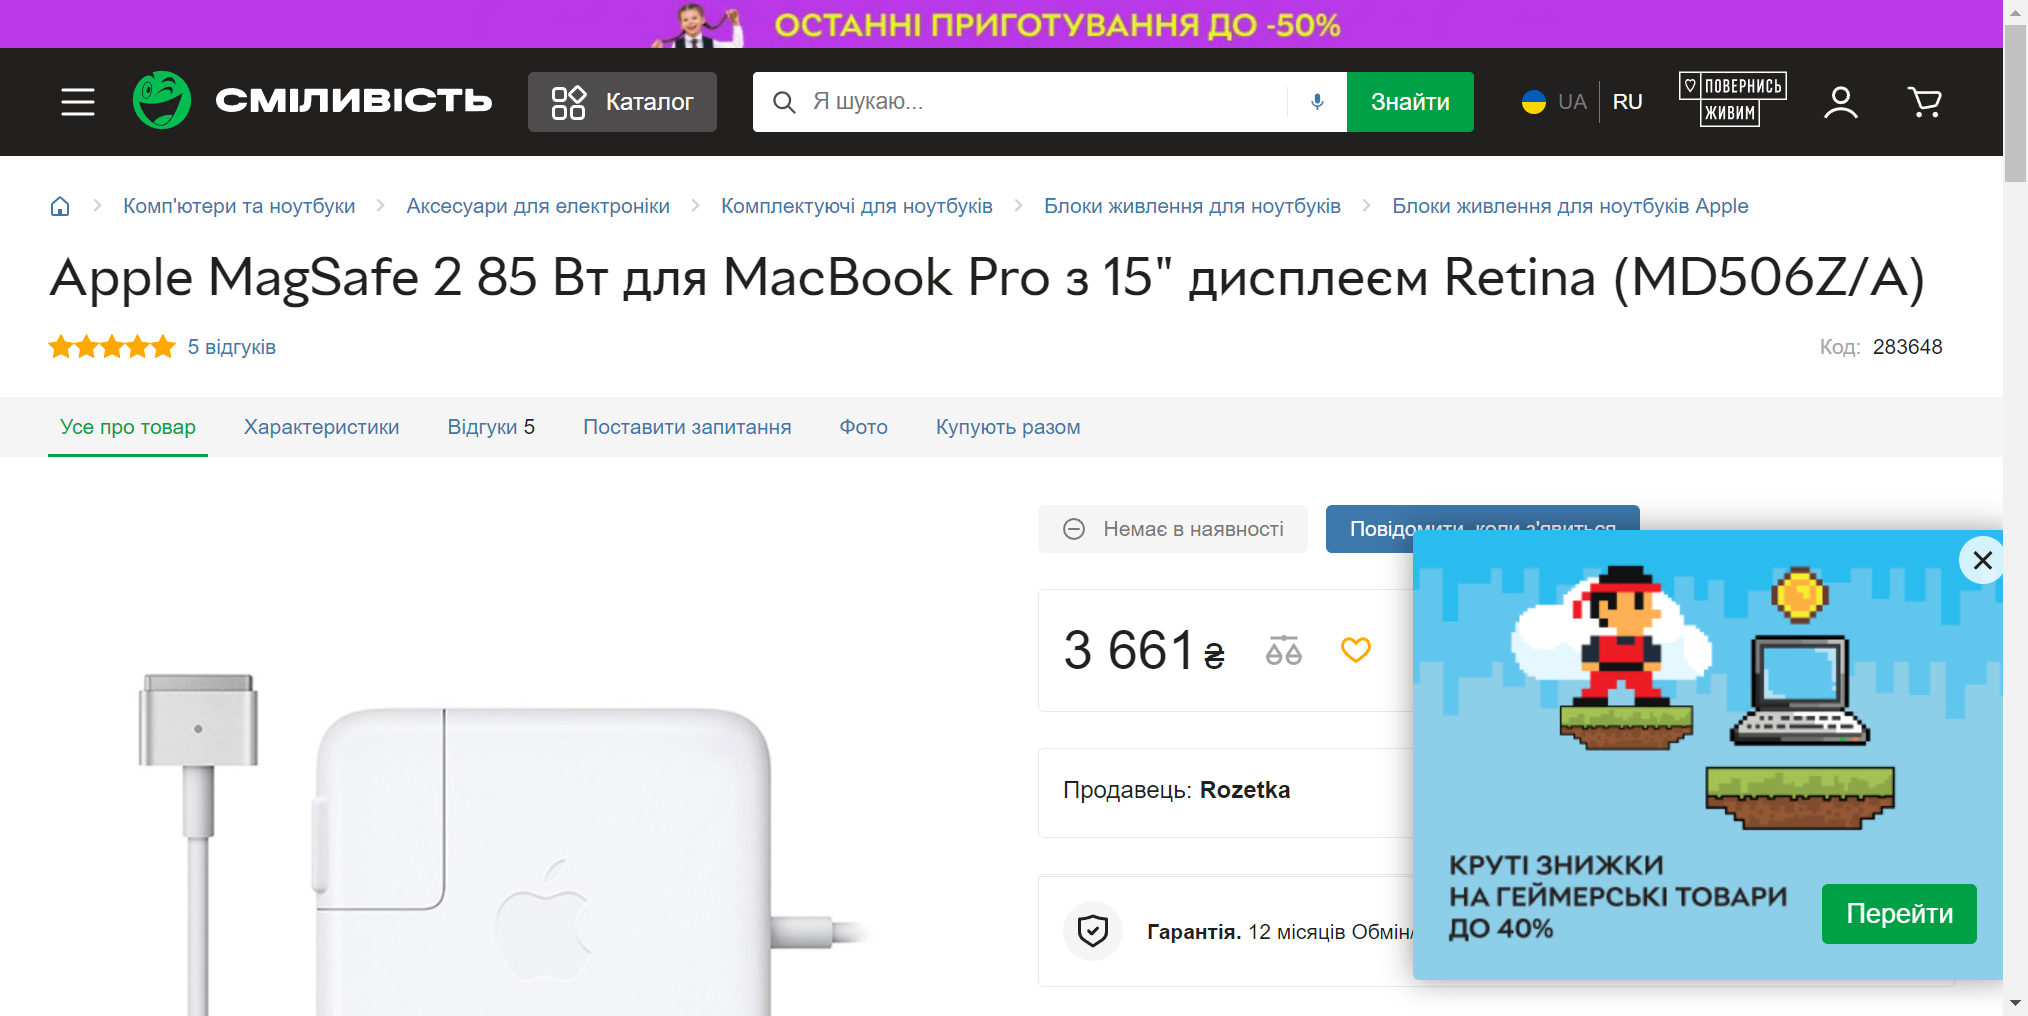 ОСТАННІ ПРИГОТУВАННЯ ДО -50%
СМІЛИВІСТЬ
Каталог
Я шукаю...
Знайти
UA
RU
ПОВЕРНИСЬ
ЖИВИМ
Комп'ютери та ноутбуки
Аксесуари для електроніки
Комплектуючі для ноутбуків
Блоки живлення для ноутбуків
Блоки живлення для ноутбуків Apple
Apple MagSafe 2 85 Вт для MacBook Pro з 15" дисплеєм Retina (MD506Z/A)
5 відгуків
Код: 283648
Усе про товар
Характеристики
Відгуки 5
Поставити запитання
Фото
Купують разом
Немає в наявності
Повідомити, коли з'явиться
3 661 ₴
Продавець: Rozetka
Гарантія. 12 місяців Обмін/
КРУТІ ЗНИЖКИ
НА ГЕЙМЕРСЬКІ ТОВАРИ
ДО 40%
Перейти